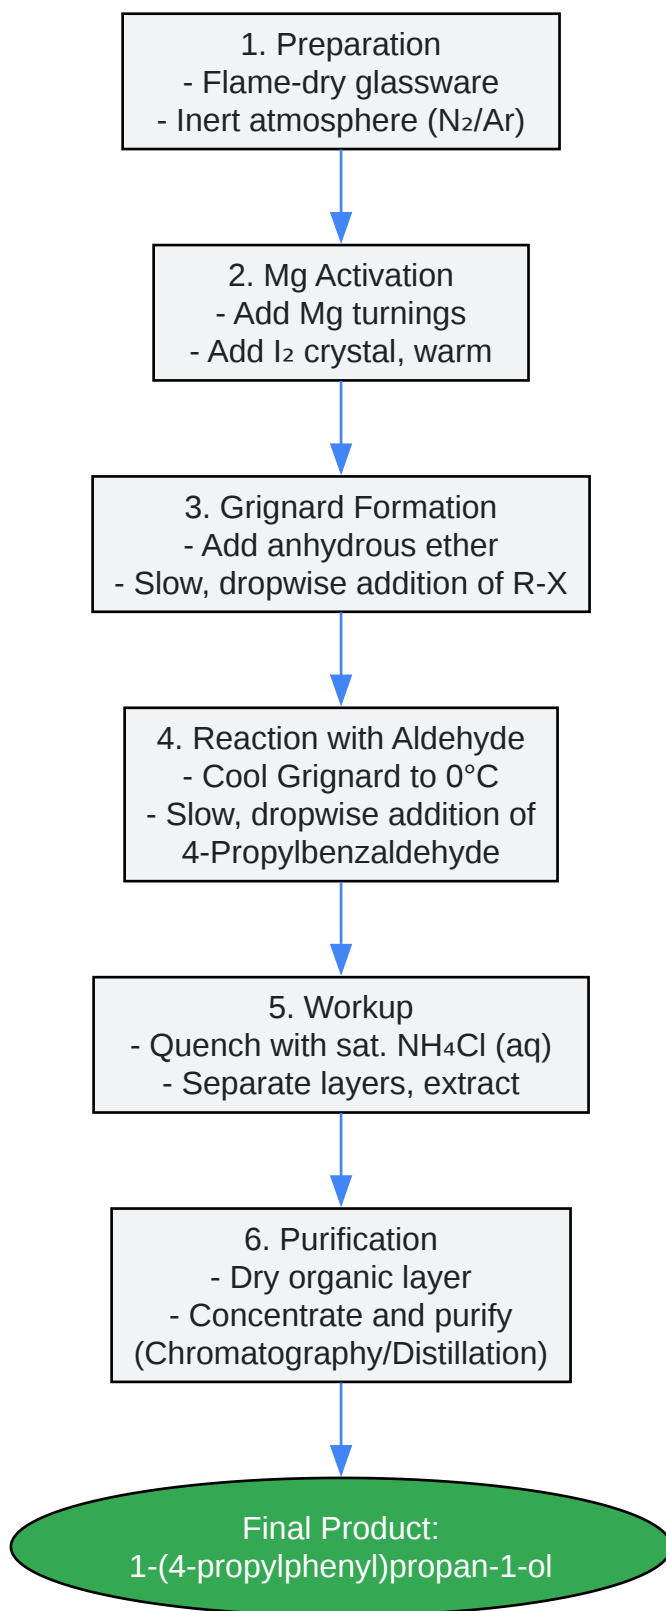 1. Preparation
- Flame-dry glassware
- Inert atmosphere (N₂/Ar)
2. Mg Activation
- Add Mg turnings
- Add I₂ crystal, warm
3. Grignard Formation
- Add anhydrous ether
- Slow, dropwise addition of R-X
4. Reaction with Aldehyde
- Cool Grignard to 0°C
- Slow, dropwise addition of
4-Propylbenzaldehyde
5. Workup
- Quench with sat. NH₄Cl (aq)
- Separate layers, extract
6. Purification
- Dry organic layer
- Concentrate and purify
(Chromatography/Distillation)
Final Product:
1-(4-propylphenyl)propan-1-ol